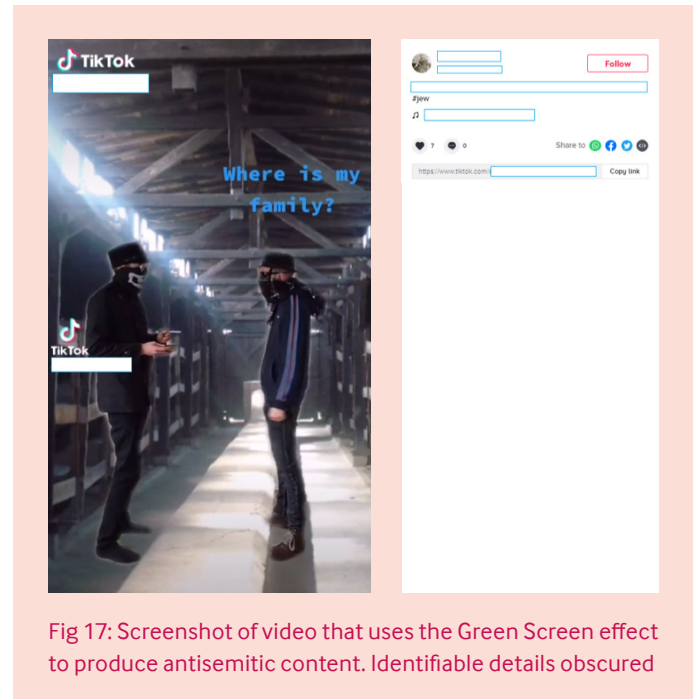 TikTok
Where is my
family?
TikTok
Follow
#jew
7
0
Share to
https://www.tiktok.com/
Copy link
Fig 17: Screenshot of video that uses the Green Screen effect
to produce antisemitic content. Identifiable details obscured